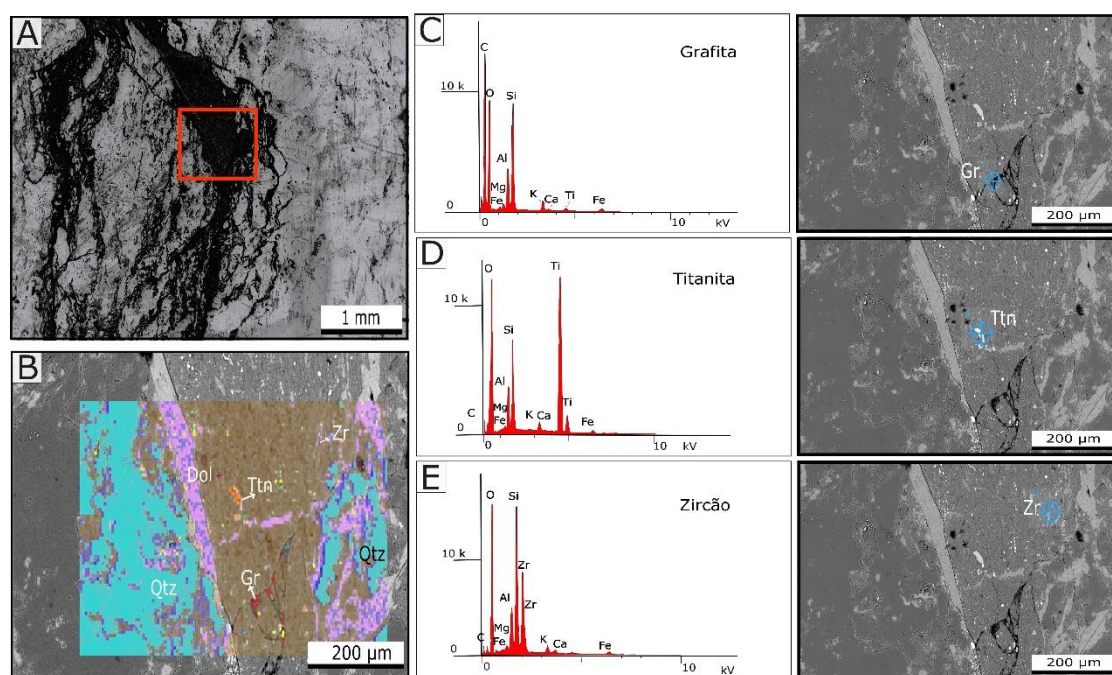 A
1 mm
B
Zr
Dol
Ttn
Qtz
Qtz
Gr
200 µm
C
Grafita
C
O
10 k
Si
Al
Mg
Fe
K
Ca
Ti
Fe
0
0
10
kV
Gr
200 µm
D
Titanita
O
Ti
10 k
Si
Al
Mg
Fe
C
K
Ca
Ti
Fe
0
0
10
kV
Ttn
200 µm
E
Zircão
O
Si
10 k
Zr
Al
Zr
Mg
Fe
C
K
Ca
Fe
0
0
10
kV
Zr
200 µm